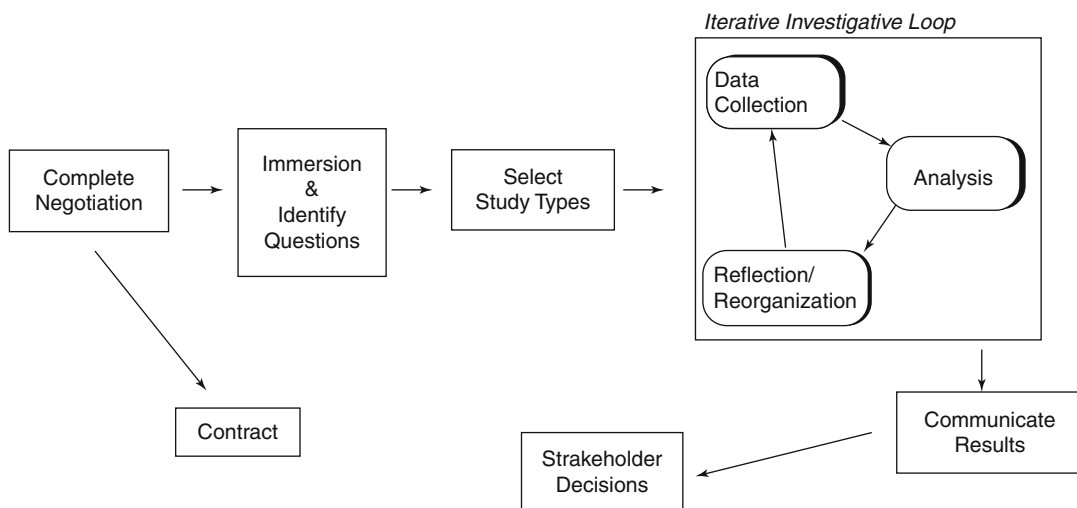 Iterative Investigative Loop
Data
Collection
Analysis
Reflection/
Reorganization
Complete
Negotiation
Immersion
&
Identify
Questions
Select
Study Types
Contract
Communicate
Results
Strakeholder
Decisions